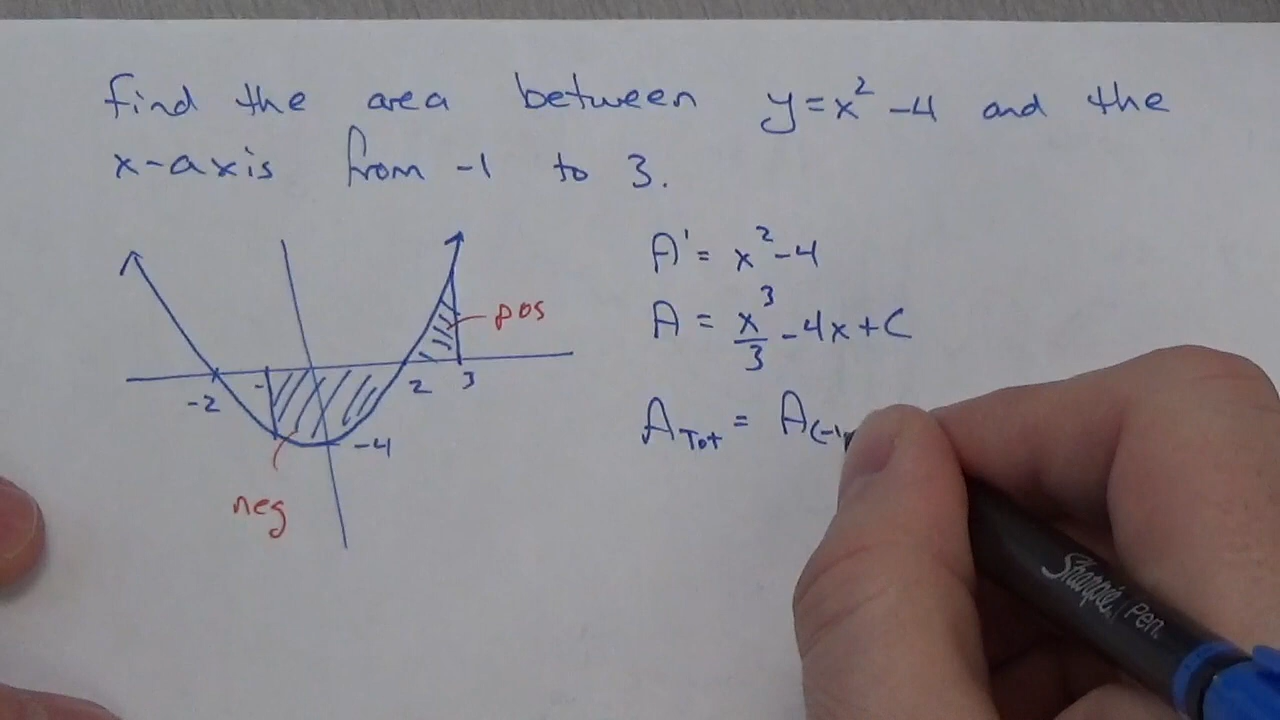 find the area between y=x²-4 and the
x-axis from -1 to 3.
A' = x²-4
A = x³/3 -4x+C
A_Tot = A(-1
pos
-2
2
3
-4
neg
Sharpie Pen